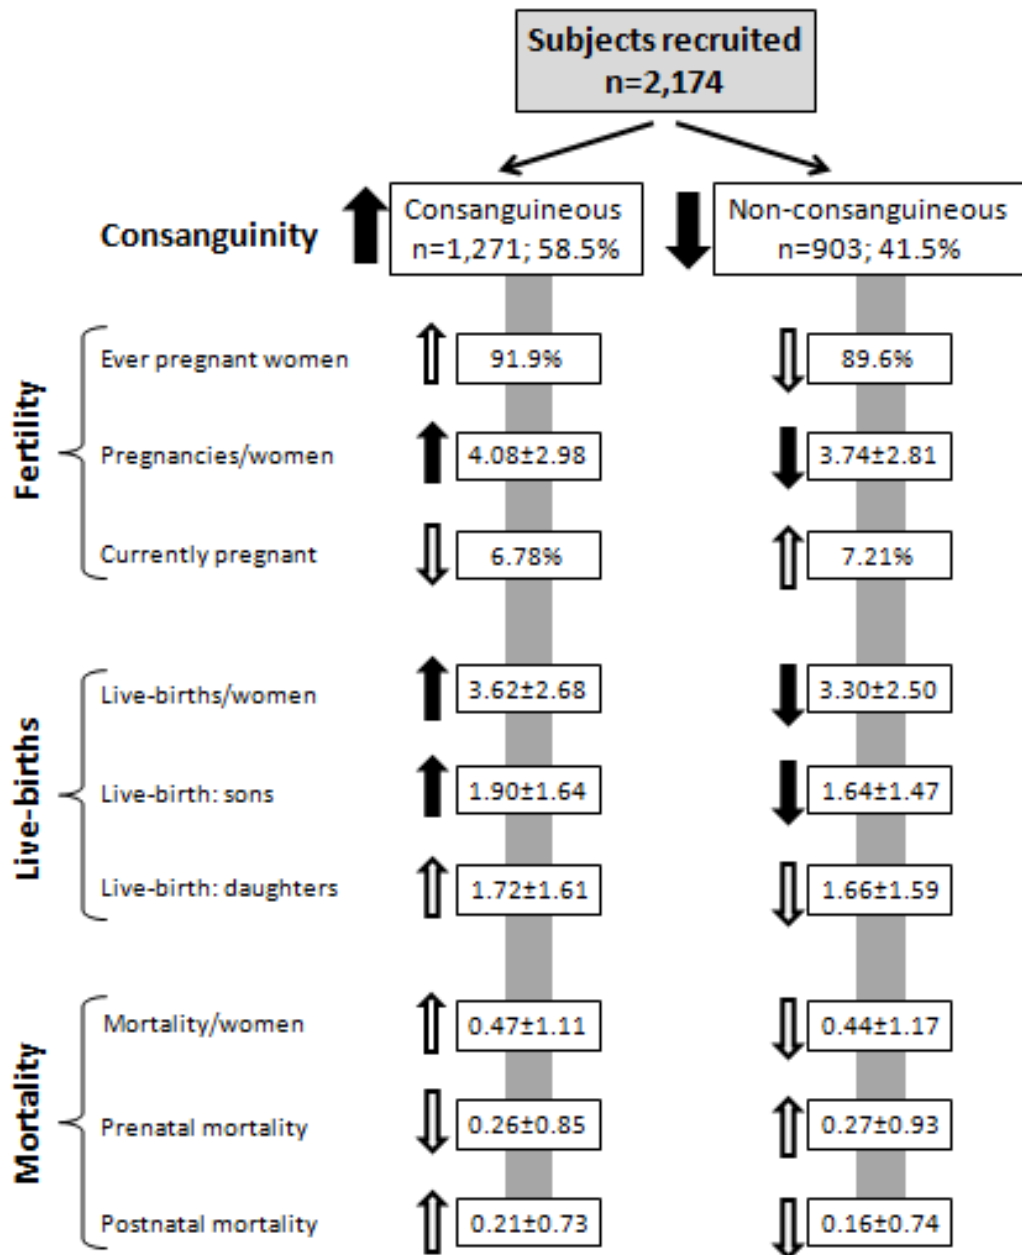 Subjects recruited
n=2,174
Consanguinity
Consanguineous
n=1,271; 58.5%
Non-consanguineous
n=903; 41.5%
Fertility
Ever pregnant women
91.9%
89.6%
Pregnancies/women
4.08±2.98
3.74±2.81
Currently pregnant
6.78%
7.21%
Live-births
Live-births/women
3.62±2.68
3.30±2.50
Live-birth: sons
1.90±1.64
1.64±1.47
Live-birth: daughters
1.72±1.61
1.66±1.59
Mortality
Mortality/women
0.47±1.11
0.44±1.17
Prenatal mortality
0.26±0.85
0.27±0.93
Postnatal mortality
0.21±0.73
0.16±0.74